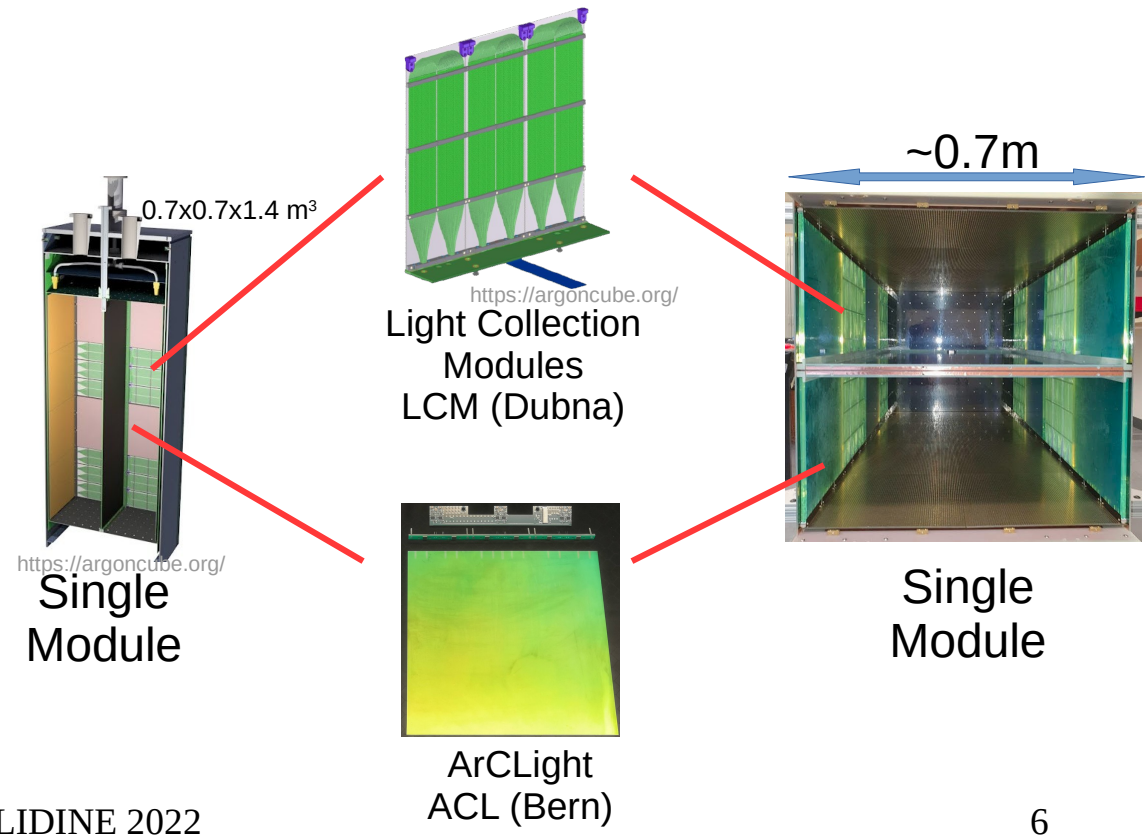 ~0.7m
0.7x0.7x1.4 m³
https://argoncube.org/
Light Collection
Modules
LCM (Dubna)
https://argoncube.org/
Single
Module
Single
Module
ArCLight
ACL (Bern)
LIDINE 2022
6